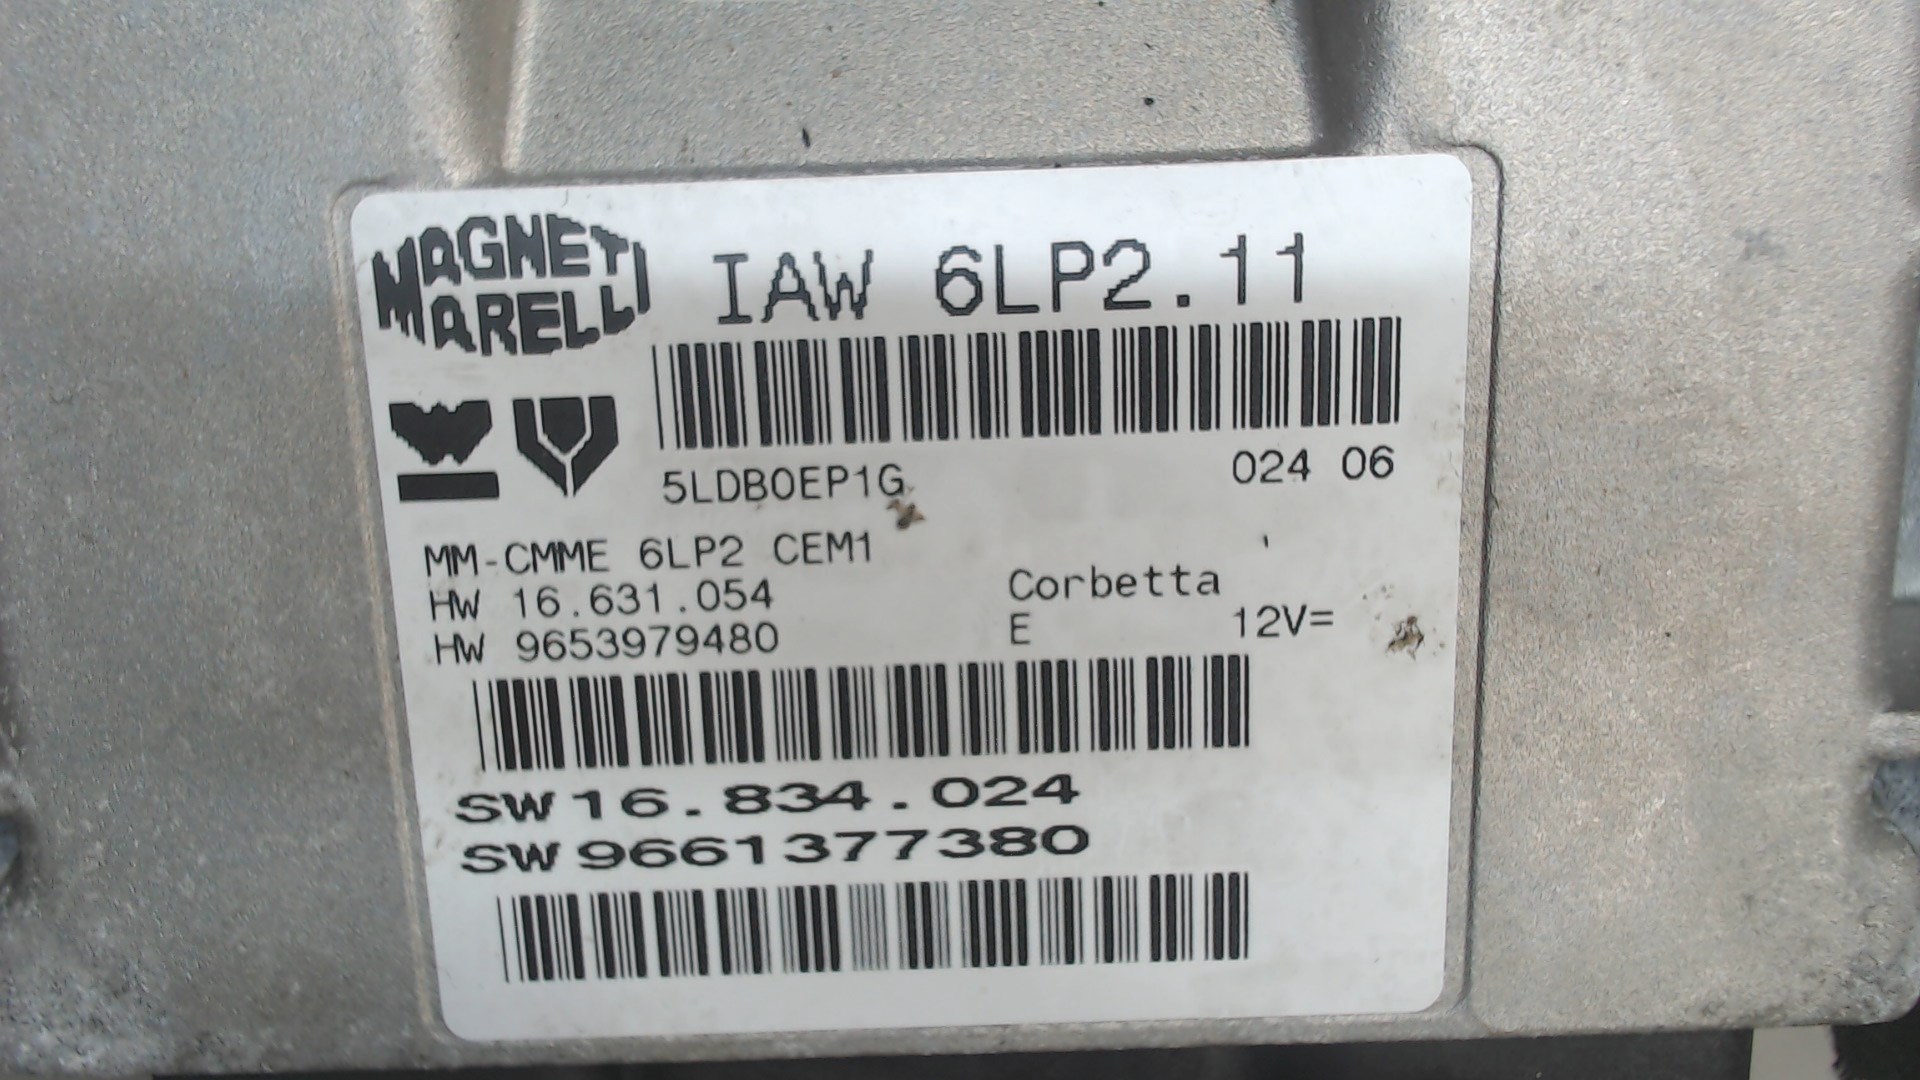 MAGNETI
MARELLI
IAW 6LP2.11
5LDBOEP1G 024 06
MM-CMME 6LP2 CEM1
HW 16.631.054 Corbetta
HW 9653979480 E 12V=
SW 16.834.024
SW 9661377380